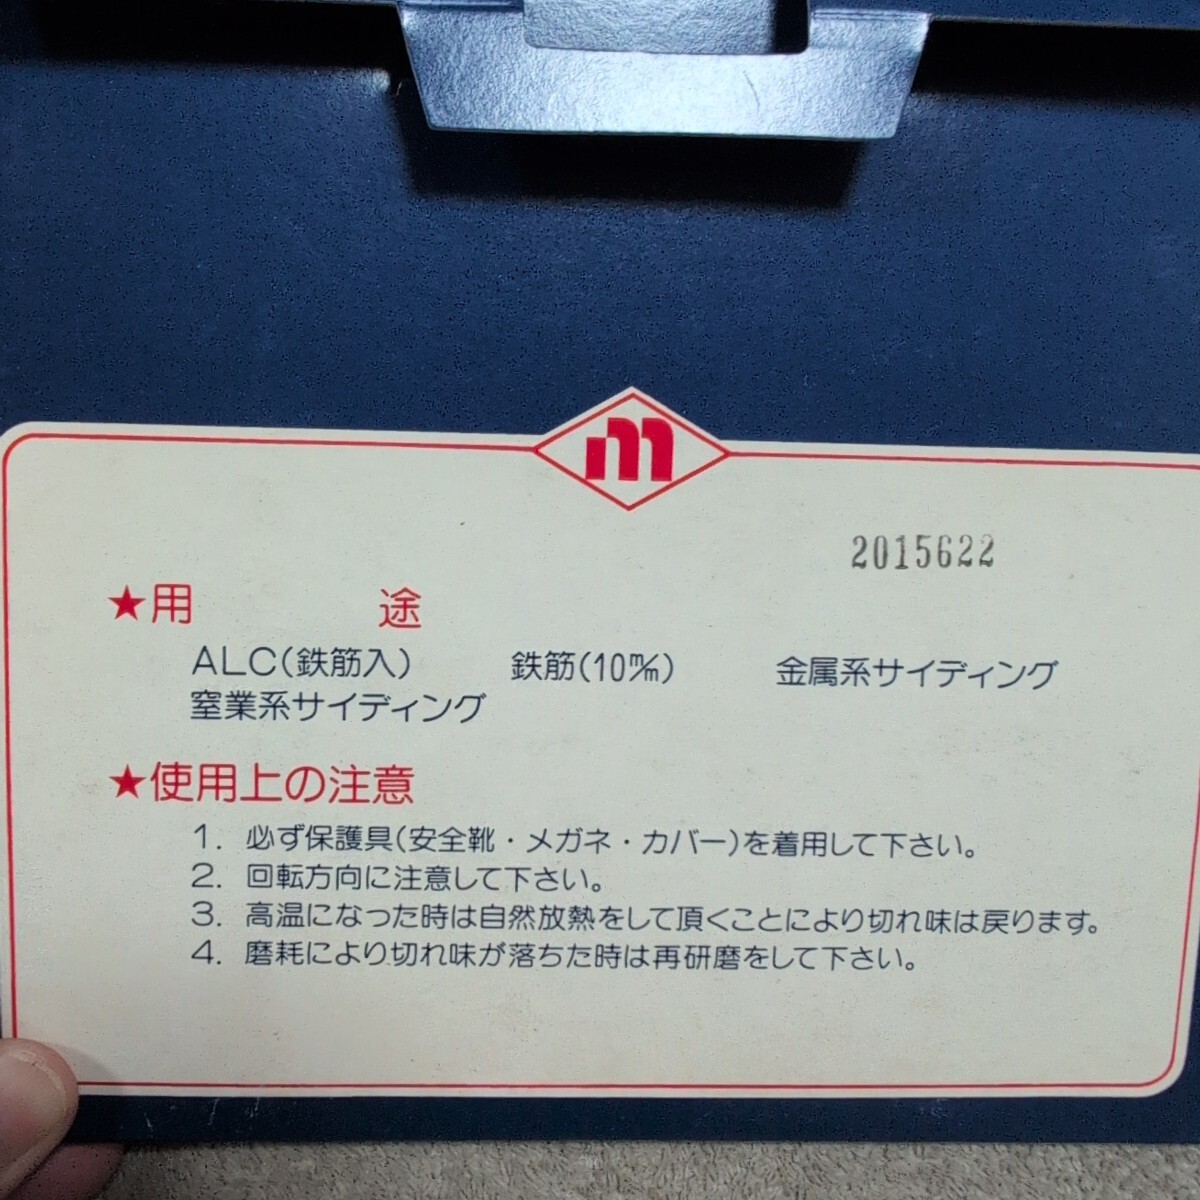 m
2015622
★用途
ALC(鉄筋入) 鉄筋(10㎜) 金属系サイディング
窒業系サイディング
★使用上の注意
1. 必ず保護具(安全靴・メガネ・カバー)を着用して下さい。
2. 回転方向に注意して下さい。
3. 高温になった時は自然放熱をして頂くことにより切れ味は戻ります。
4. 磨耗により切れ味が落ちた時は再研磨をして下さい。